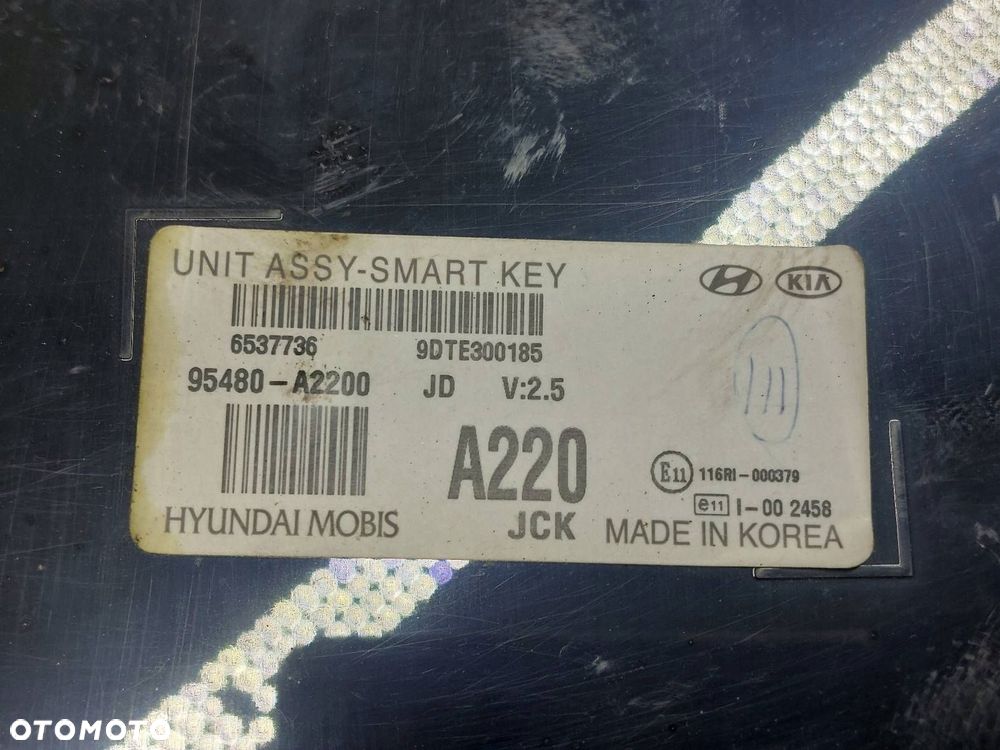 UNIT ASSY-SMART KEY
KIA
6537736 9DTE300185
95480-A2200 JD V:2.5
A220
E11 116RI-000379
e11 I-00 2458
HYUNDAI MOBIS JCK MADE IN KOREA
OTOMOTO